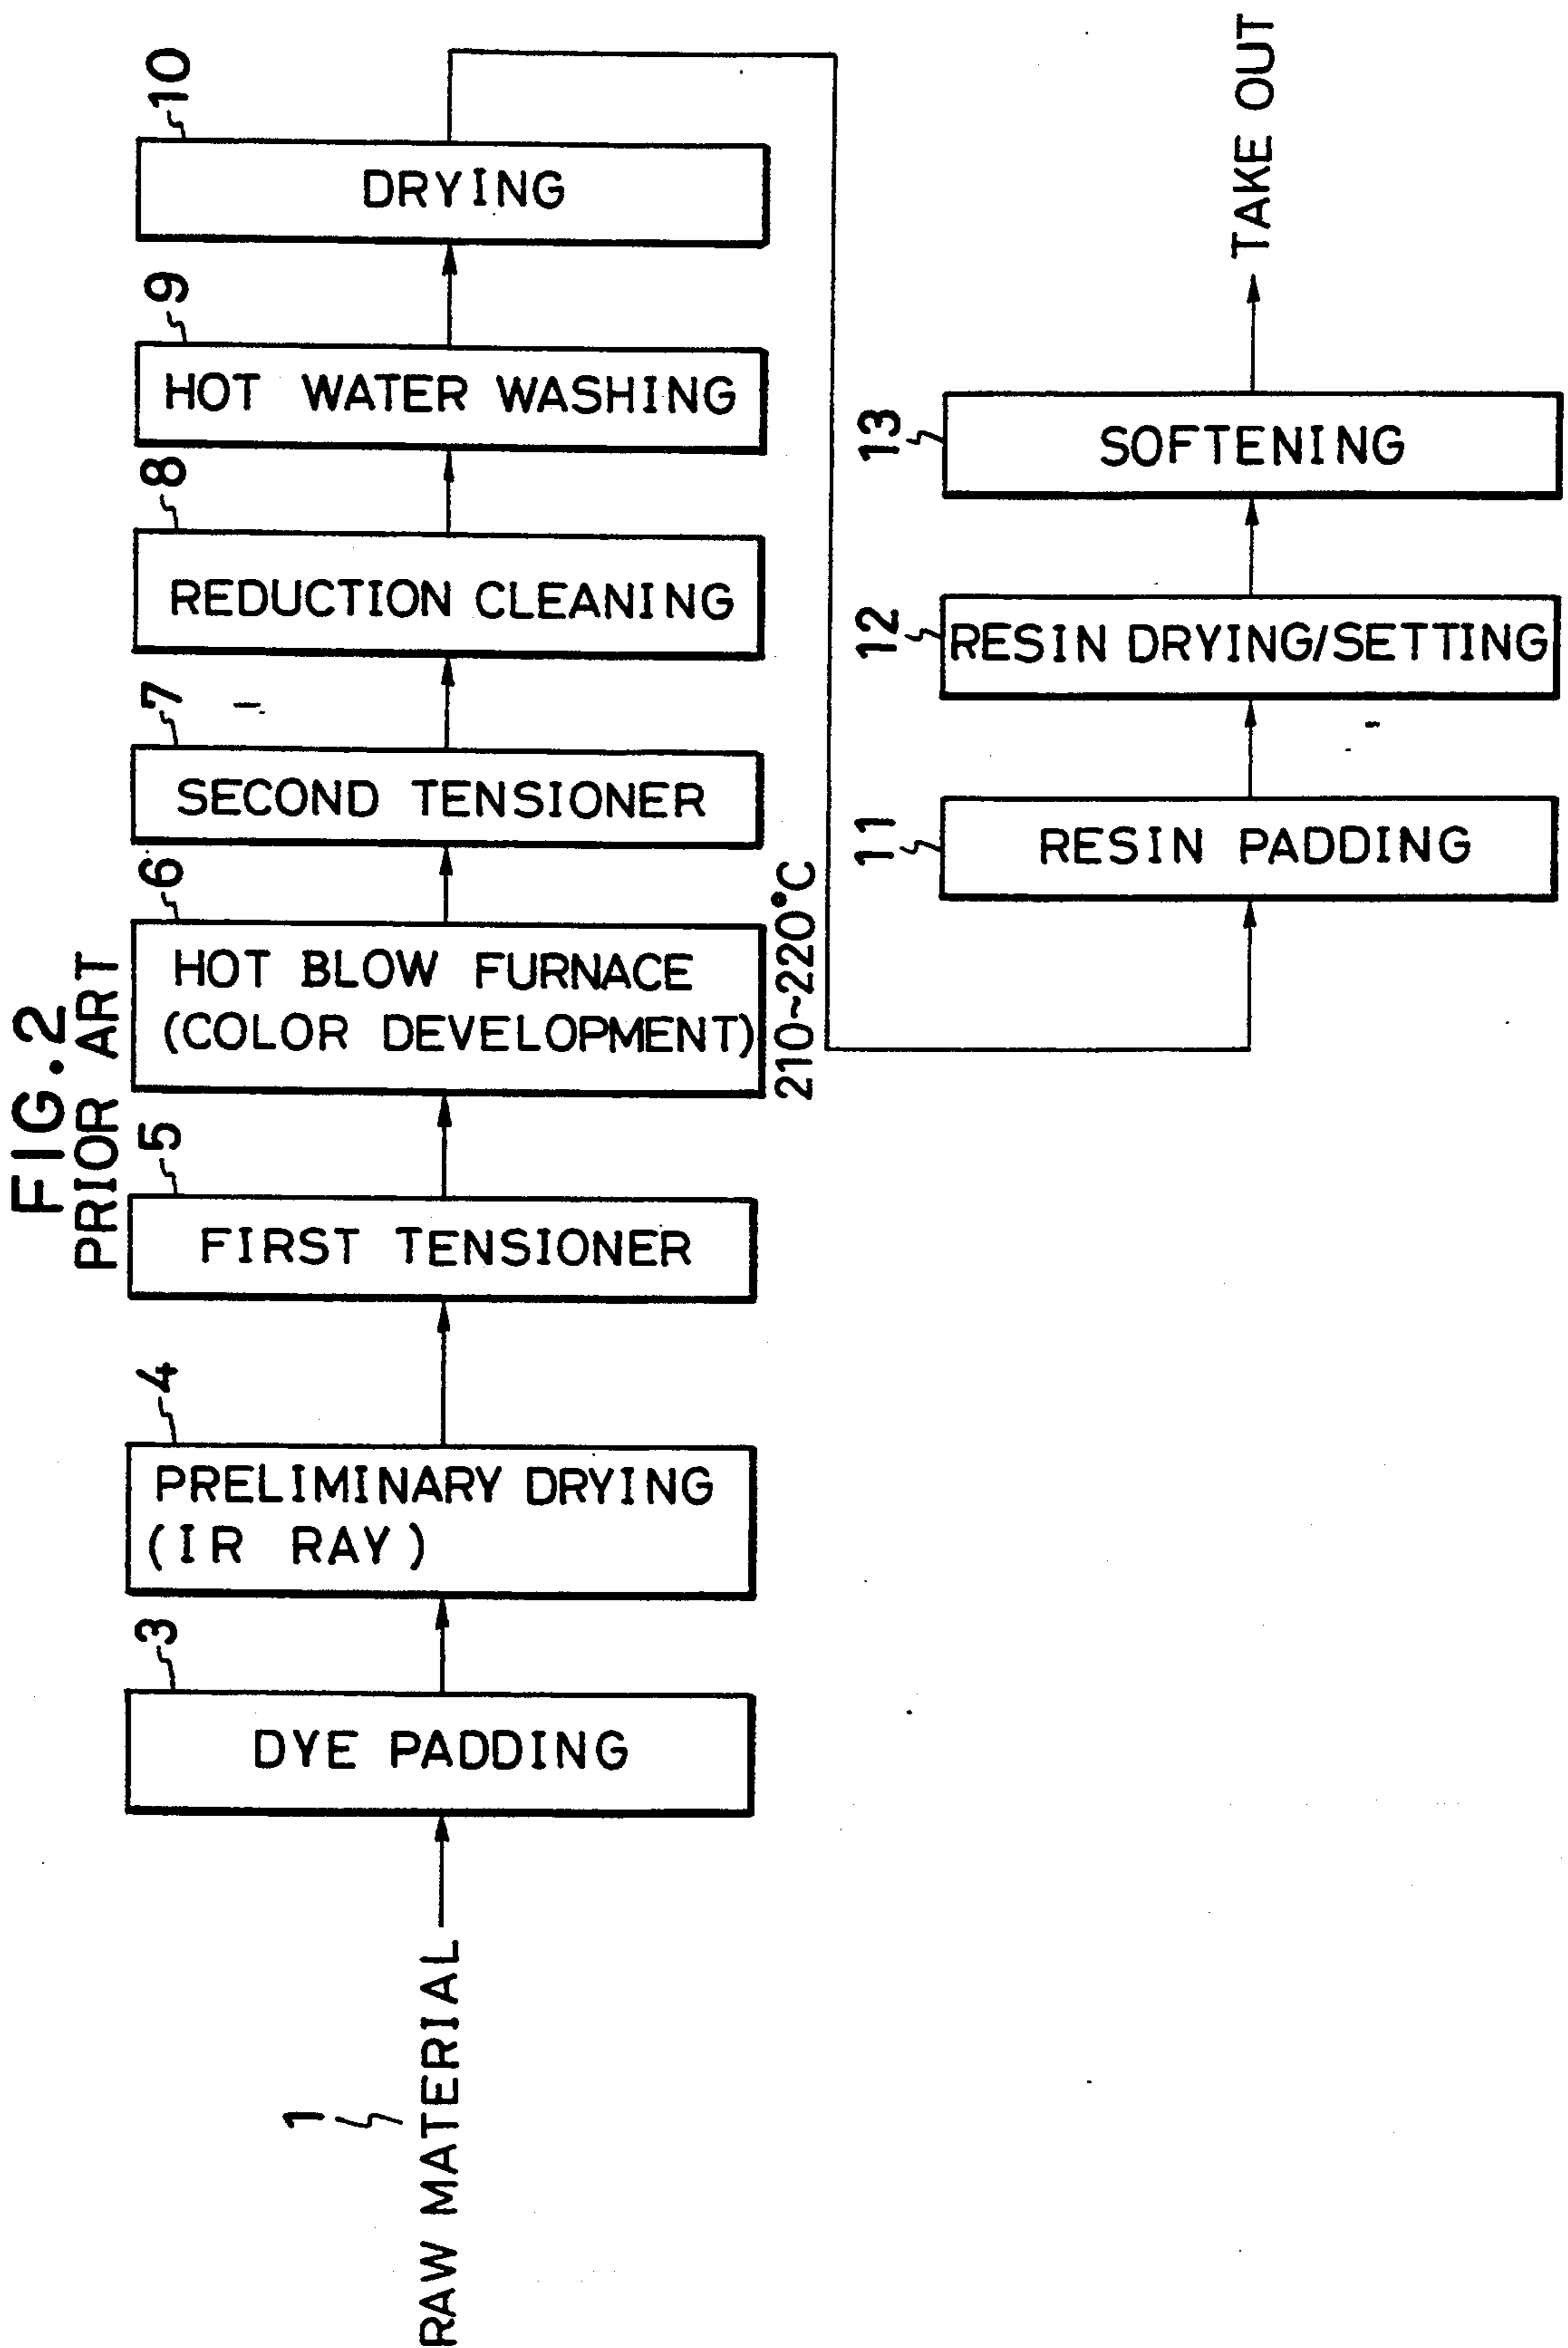 FIG.2
PRIOR ART
1
RAW MATERIAL
3
DYE PADDING
4
PRELIMINARY DRYING
(IR RAY)
5
FIRST TENSIONER
6
HOT BLOW FURNACE
(COLOR DEVELOPMENT)
210~220°C
7
SECOND TENSIONER
8
REDUCTION CLEANING
9
HOT WATER WASHING
10
DRYING
11
RESIN PADDING
12
RESIN DRYING/SETTING
13
SOFTENING
TAKE OUT